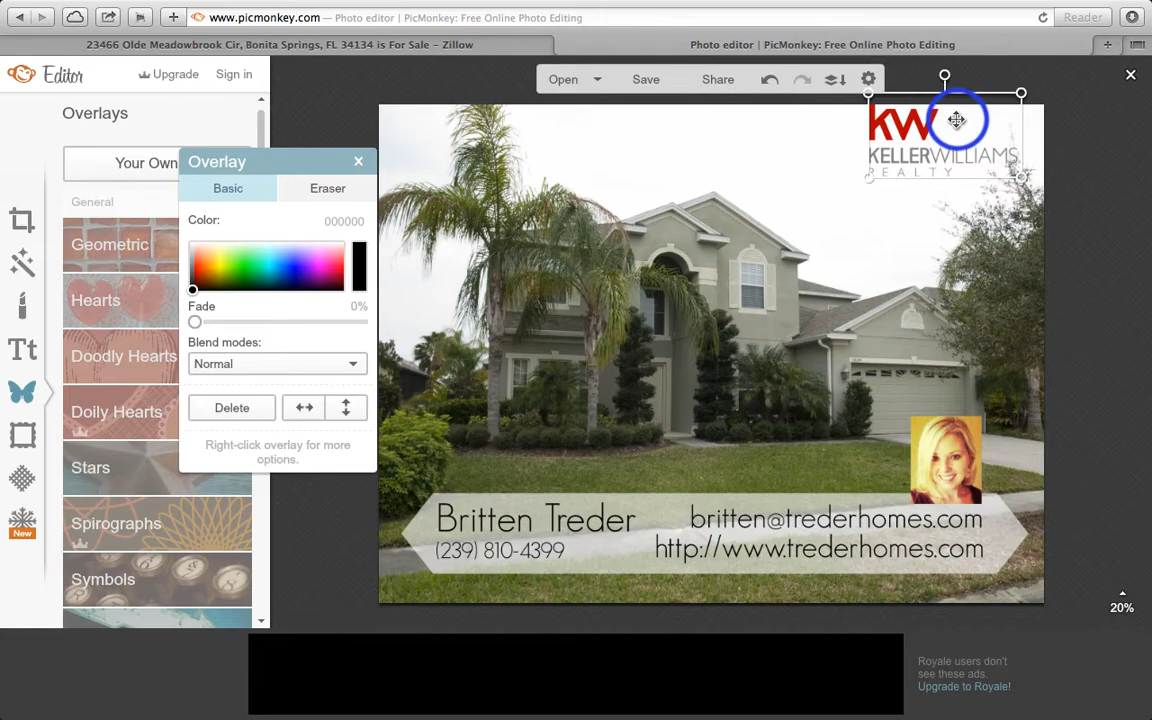 www.picmonkey.com — Photo editor | PicMonkey: Free Online Photo Editing
Reader
23466 Olde Meadowbrook Cir, Bonita Springs, FL 34134 is For Sale – Zillow
Photo editor | PicMonkey: Free Online Photo Editing
Editor
Upgrade
Sign in
Open
Save
Share
Overlays
Your Own
General
Geometric
Hearts
Doodly Hearts
Doily Hearts
Stars
Spirographs
Symbols
Tt
New
Overlay
Basic
Eraser
Color:
000000
Fade
0%
Blend modes:
Normal
Delete
Right-click overlay for more
options.
kw
KELLERWILLIAMS
REALTY
Britten Treder
britten@trederhomes.com
(239) 810-4399
http://www.trederhomes.com
20%
Royale users don't
see these ads.
Upgrade to Royale!